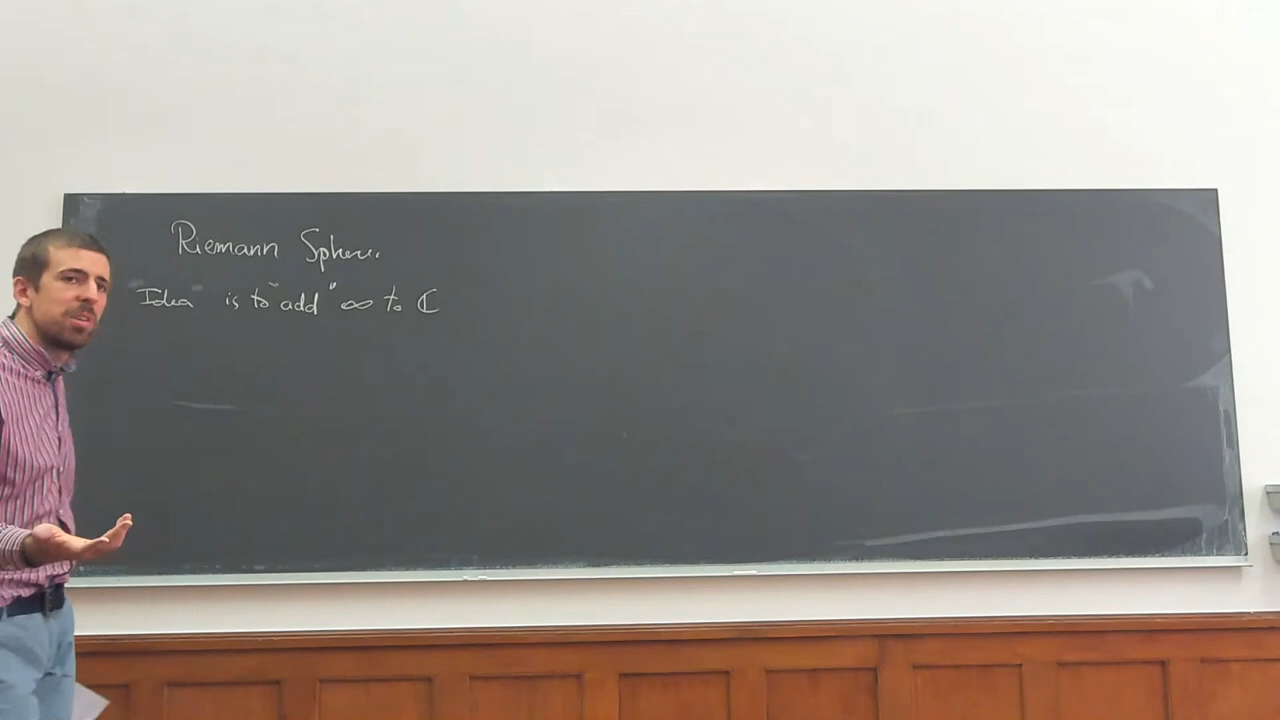 Riemann Sphere.
Idea is to "add" ∞ to ℂ